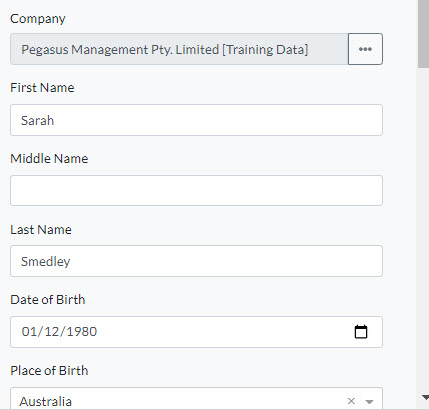 Company
Pegasus Management Pty. Limited [Training Data]
First Name
Sarah
Middle Name
Last Name
Smedley
Date of Birth
01/12/1980
Place of Birth
Australia